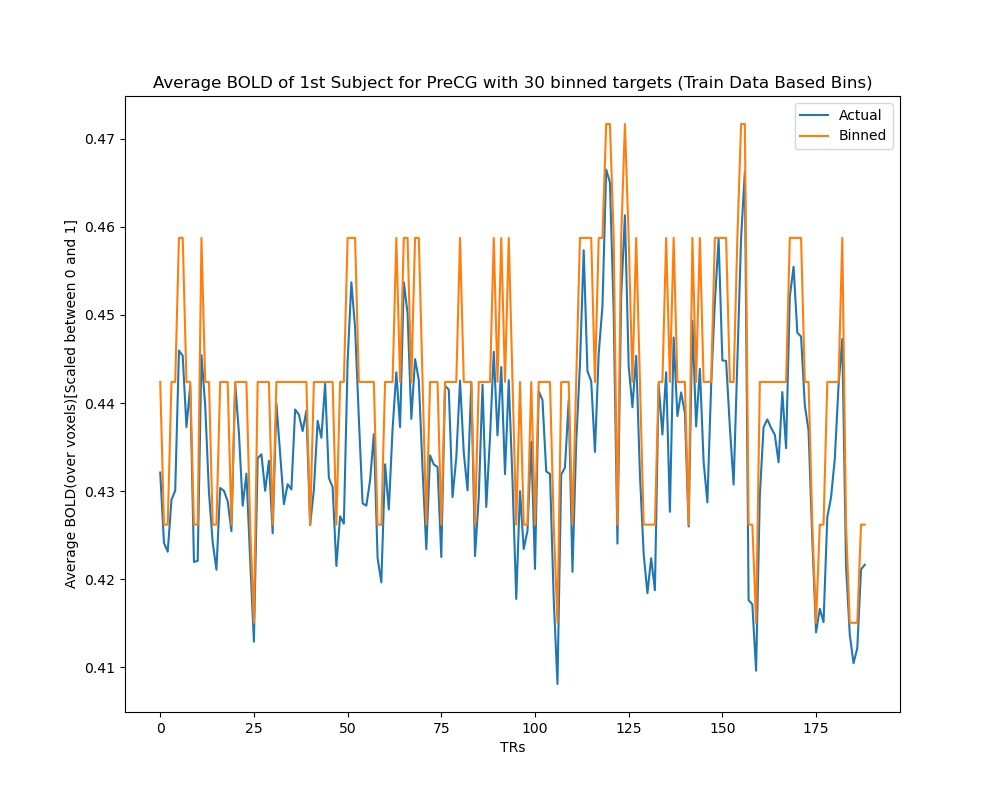 Average BOLD of 1st Subject for PreCG with 30 binned targets (Train Data Based Bins)
Actual
Binned
Average BOLD(over voxels)[Scaled between 0 and 1]
0.47
0.46
0.45
0.44
0.43
0.42
0.41
0 25 50 75 100 125 150 175
TRs